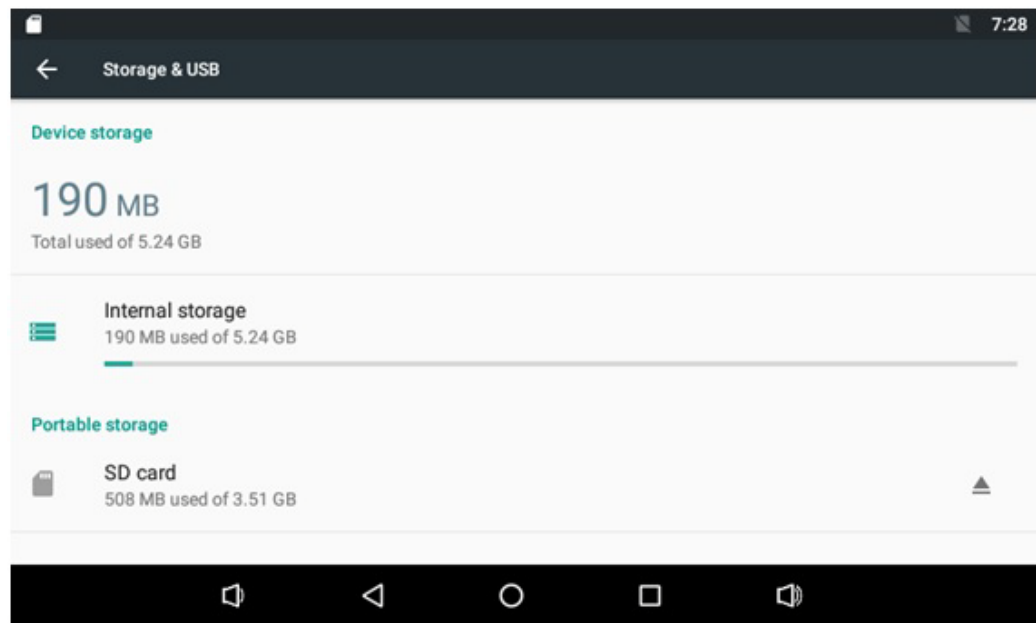 7:28
Storage & USB
Device storage
190 MB
Total used of 5.24 GB
Internal storage
190 MB used of 5.24 GB
Portable storage
SD card
508 MB used of 3.51 GB